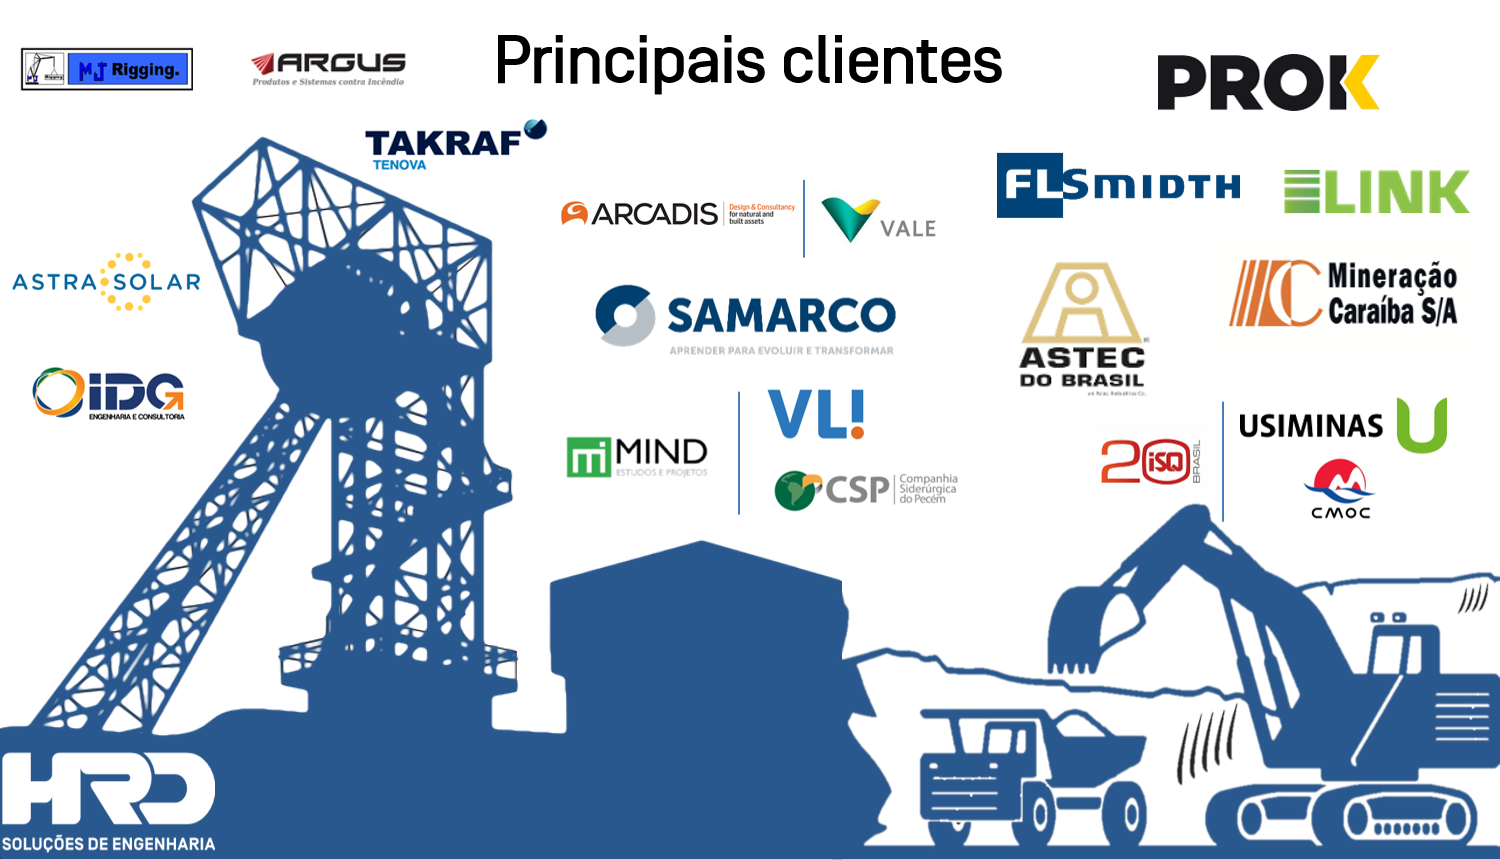 Principais clientes
MJ Rigging.
ARGUS
Produtos e Sistemas contra Incêndio
PROK
TAKRAF
TENOVA
FLSMIDTH
LINK
ARCADIS
Design & Consultancy
for natural and
built assets
VALE
ASTRA SOLAR
SAMARCO
APRENDER PARA EVOLUIR E TRANSFORMAR
ASTEC
DO BRASIL
Mineração
Caraíba S/A
IDG
ENGENHARIA E CONSULTORIA
MIND
ESTUDOS E PROJETOS
VL!
CSP
Companhia
Siderúrgica
do Pecém
20 ISQ BRASIL
USIMINAS U
CMOC
HRD
SOLUÇÕES DE ENGENHARIA